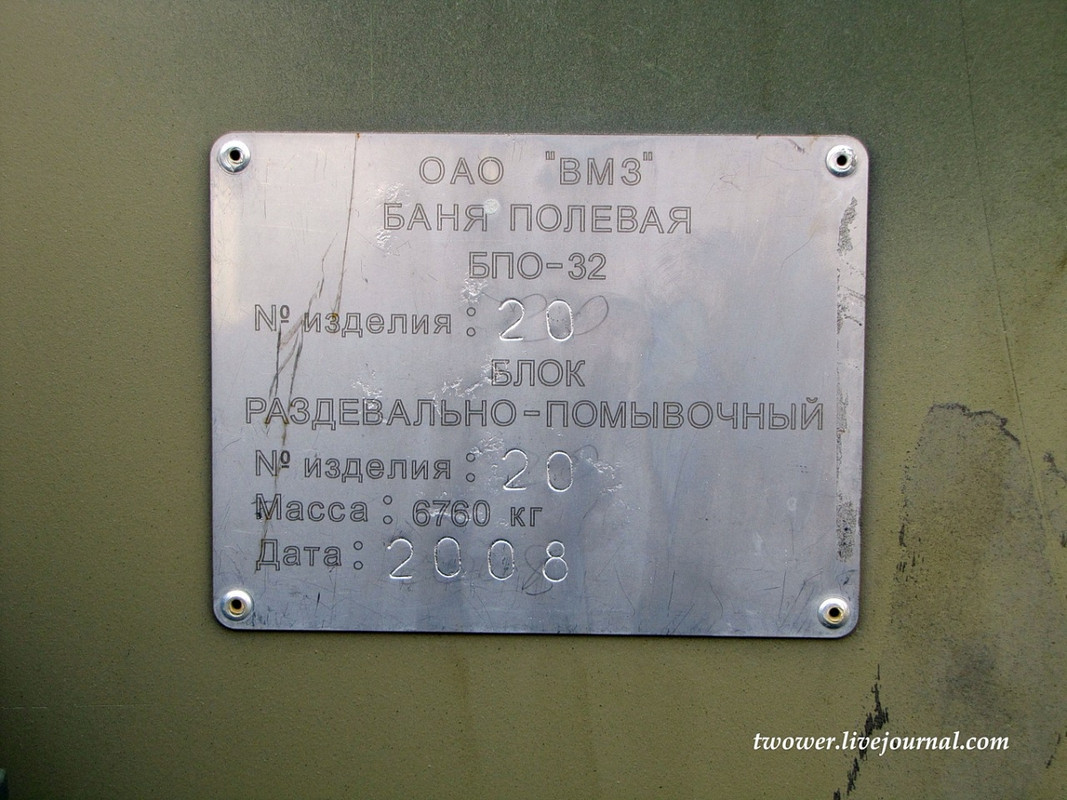 ОАО "ВМЗ"
БАНЯ ПОЛЕВАЯ
БПО-32
№ изделия: 20
БЛОК
РАЗДЕВАЛЬНО-ПОМЫВОЧНЫЙ
№ изделия: 20
Масса: 6760 кг
Дата: 2008
twower.livejournal.com